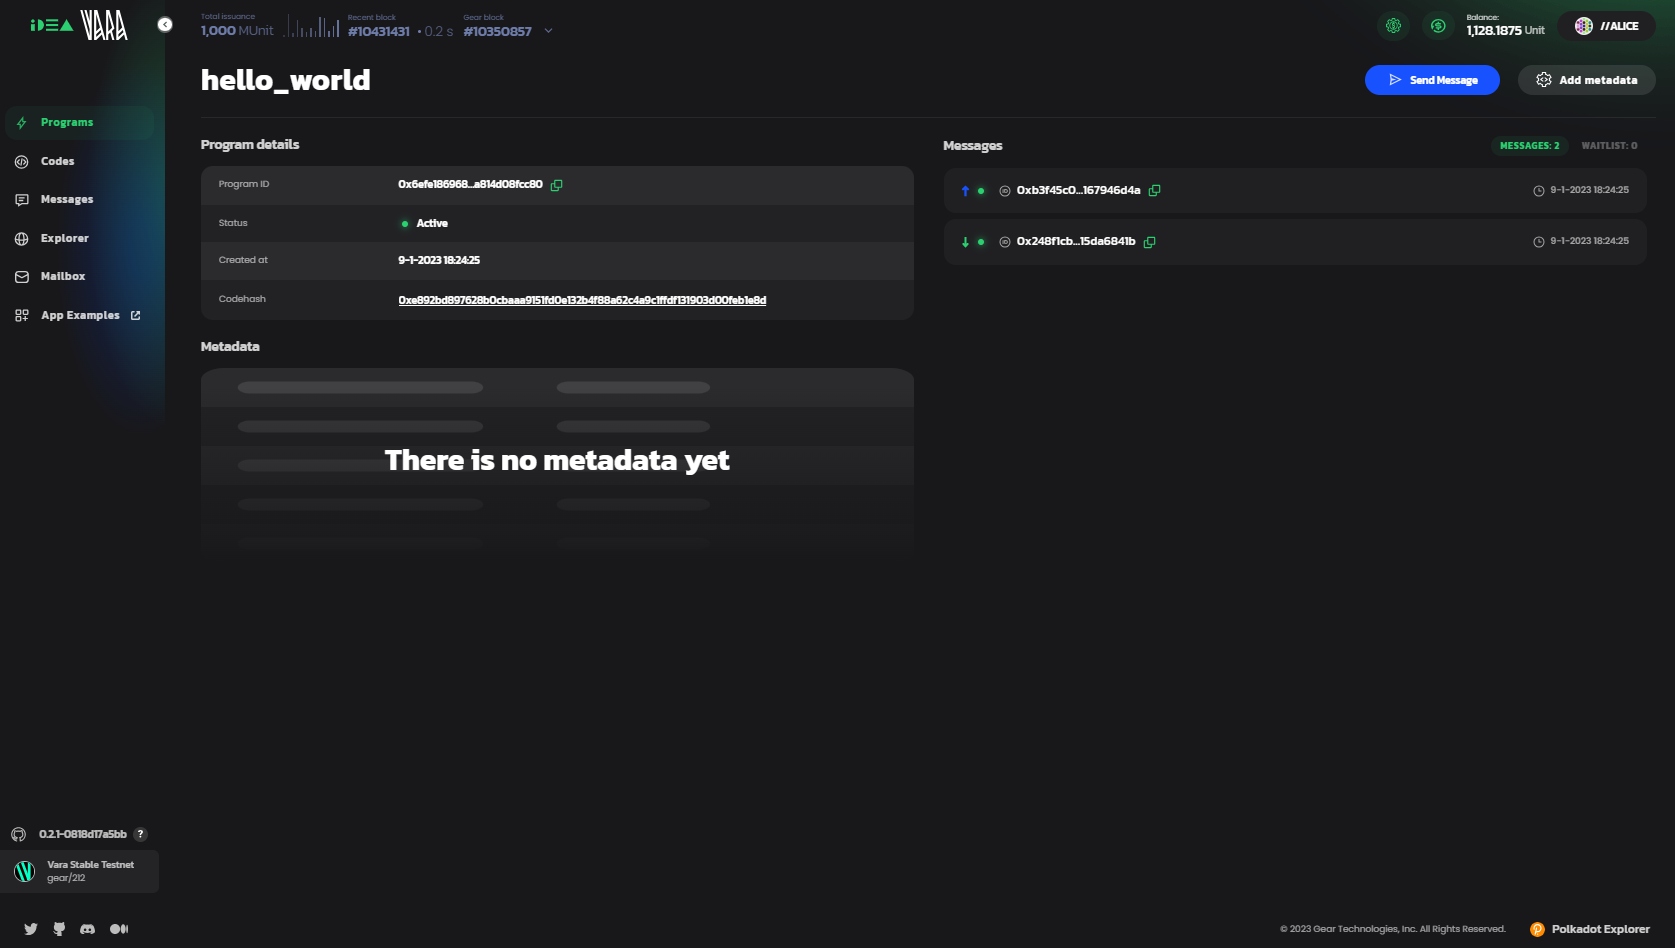 iDEA VARA
Total issuance
1,000 MUnit
Recent block
#10431431 • 0.2 s
Gear block
#10350857
Balance:
1,128.1875 Unit
//ALICE
hello_world
Send Message
Add metadata
Programs
Codes
Messages
Explorer
Mailbox
App Examples
Program details
Program ID 0x6efe186968...a814d08fcc80
Status Active
Created at 9-1-2023 18:24:25
Codehash 0xe892bd897628b0cbaaa9151fd0e132b4f88a62c4a9c1ffdf131903d00feb1e8d
Metadata
There is no metadata yet
Messages
MESSAGES: 2 WAITLIST: 0
0xb3f45c0...167946d4a 9-1-2023 18:24:25
0x248f1cb...15da6841b 9-1-2023 18:24:25
0.2.1-0818d17a5bb ?
Vara Stable Testnet
gear/212
© 2023 Gear Technologies, Inc. All Rights Reserved.
Polkadot Explorer